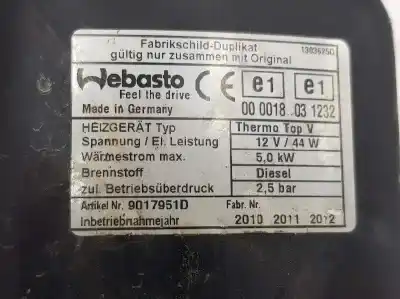 Fabrikschild-Duplikat
gültig nur zusammen mit Original
Webasto
Feel the drive
CE
e1
e1
Made in Germany
00 0018
03 1232
HEIZGERÄT Typ
Thermo Top V
Spannung / El. Leistung
12 V / 44 W
Wärmestrom max.
5,0 kW
Brennstoff
Diesel
zul. Betriebsüberdruck
2,5 bar
Artikel Nr. 9017951D
Fabr. Nr.
Inbetriebnahmejahr
2010 2011 2012